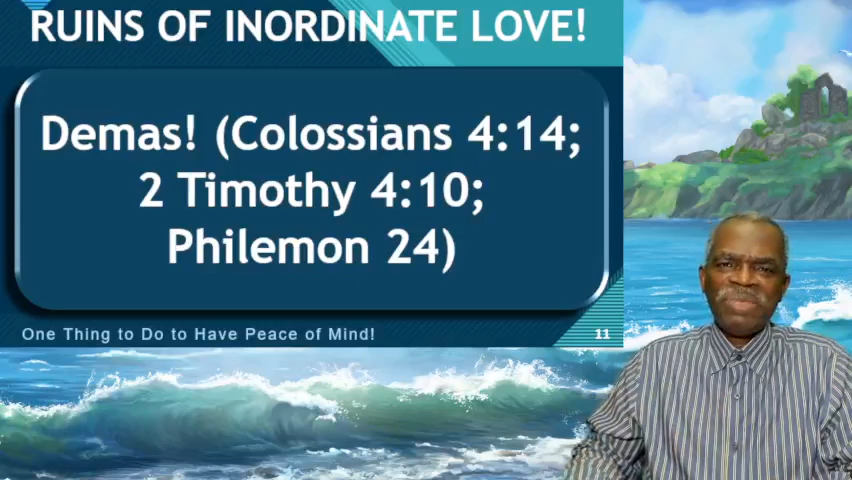 RUINS OF INORDINATE LOVE!
Demas! (Colossians 4:14;
2 Timothy 4:10;
Philemon 24)
One Thing to Do to Have Peace of Mind!
11